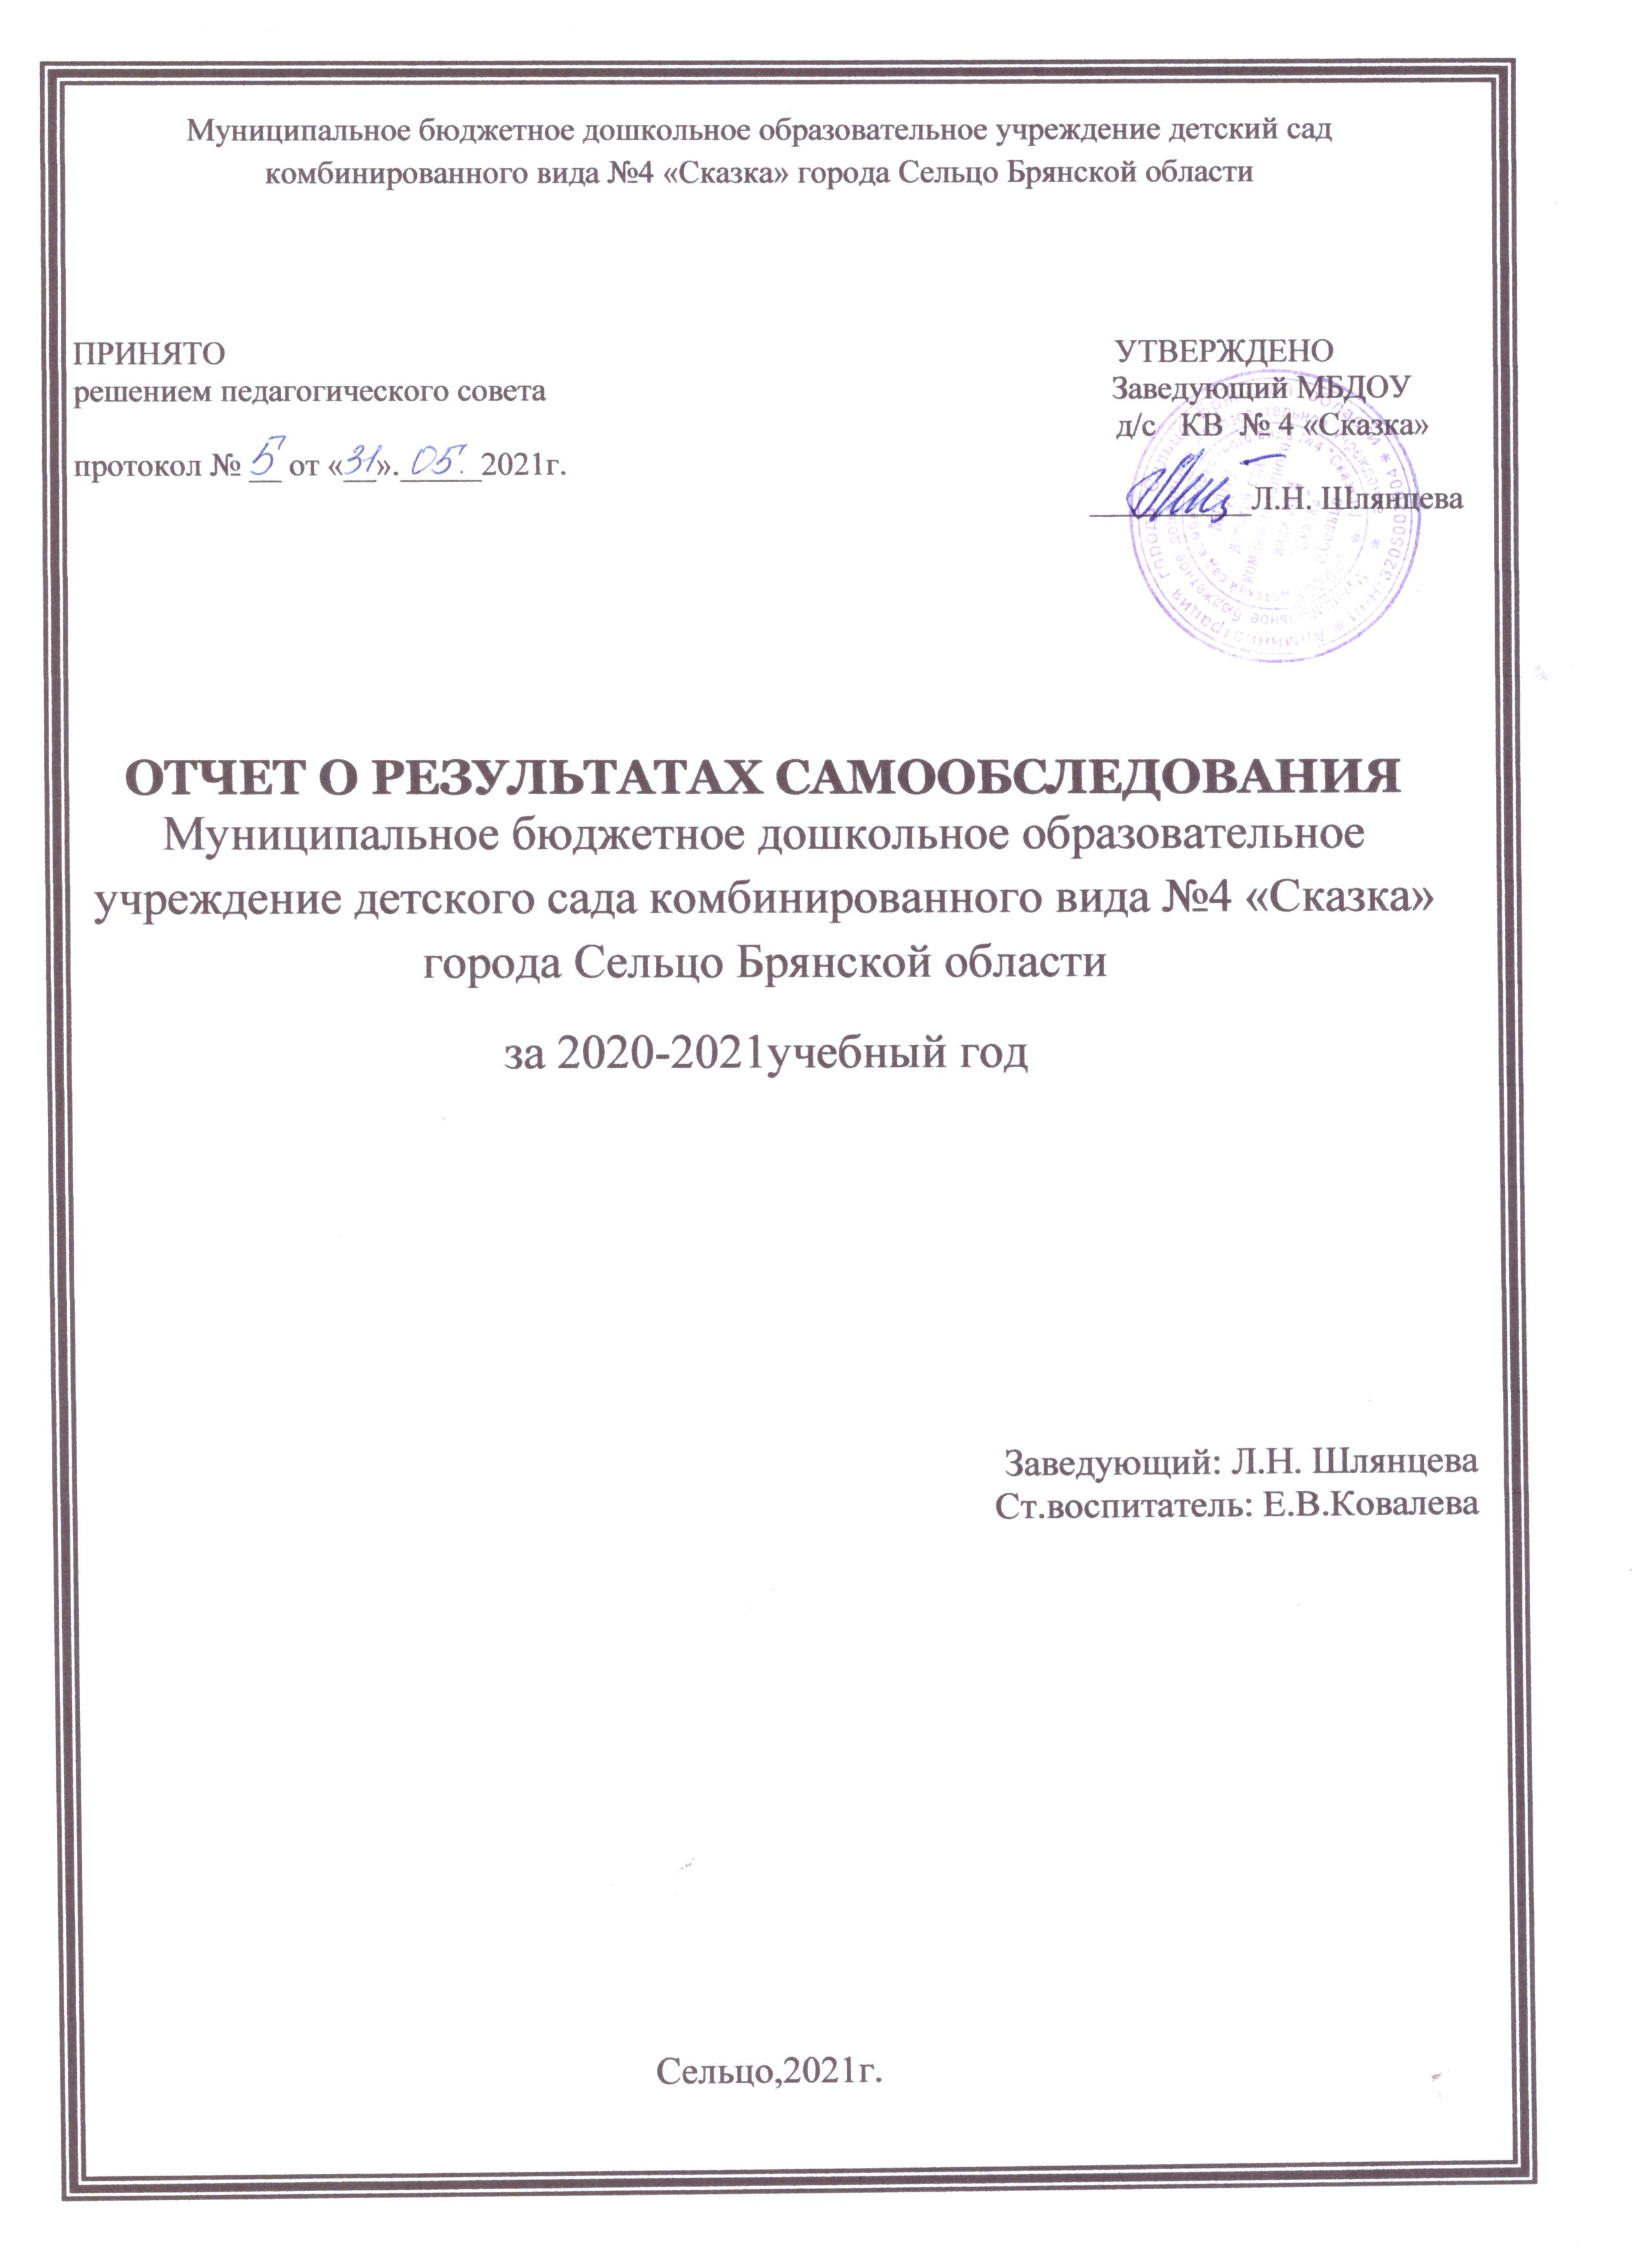 Муниципальное бюджетное дошкольное образовательное учреждение детский сад
комбинированного вида №4 «Сказка» города Сельцо Брянской области
ПРИНЯТО
решением педагогического совета
протокол № 5 от «31». 05. 2021г.
УТВЕРЖДЕНО
Заведующий МБДОУ
д/с КВ № 4 «Сказка»
Л.Н. Шлянцева
ОТЧЕТ О РЕЗУЛЬТАТАХ САМООБСЛЕДОВАНИЯ
Муниципальное бюджетное дошкольное образовательное
учреждение детского сада комбинированного вида №4 «Сказка»
города Сельцо Брянской области
за 2020-2021учебный год
Заведующий: Л.Н. Шлянцева
Ст.воспитатель: Е.В.Ковалева
Сельцо,2021г.